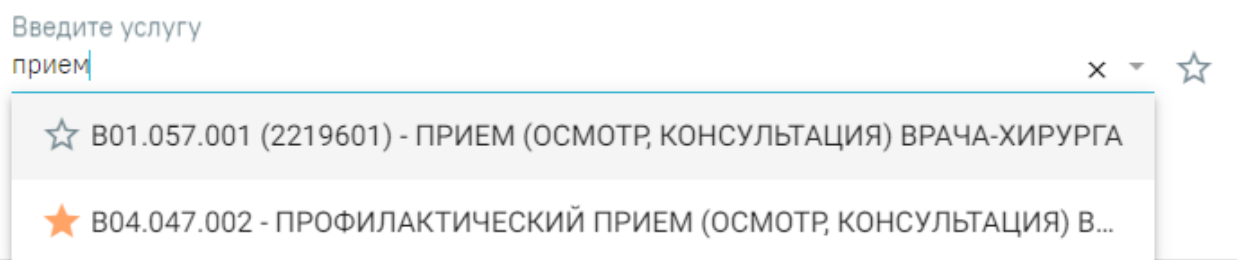 Введите услугу
прием
B01.057.001 (2219601) - ПРИЕМ (ОСМОТР, КОНСУЛЬТАЦИЯ) ВРАЧА-ХИРУРГА
B04.047.002 - ПРОФИЛАКТИЧЕСКИЙ ПРИЕМ (ОСМОТР, КОНСУЛЬТАЦИЯ) В...